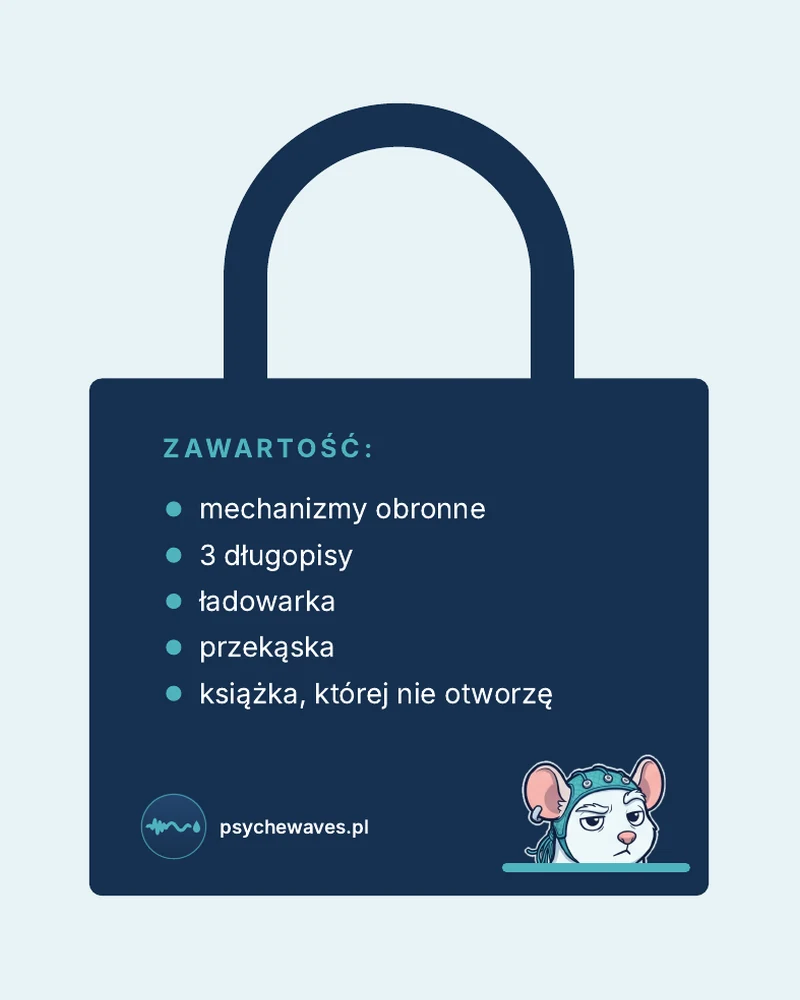 ZAWARTOŚĆ:
mechanizmy obronne
3 długopisy
ładowarka
przekąska
książka, której nie otworzę
psychewaves.pl